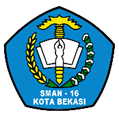 SMAN - 16
KOTA BEKASI